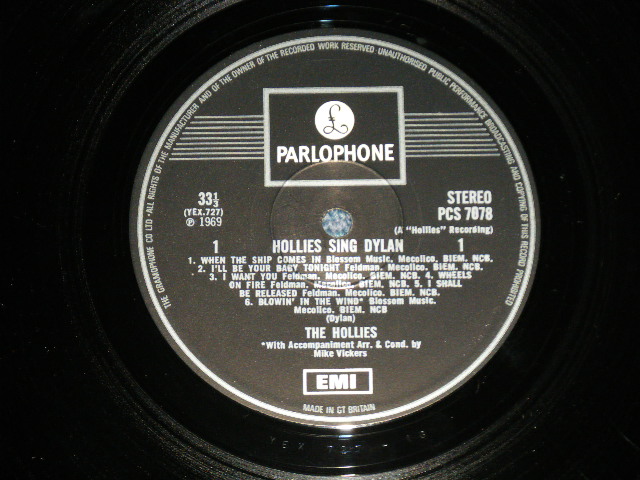 ALL RIGHTS OF THE MANUFACTURER AND OF THE OWNER OF THE RECORDED WORK RESERVED UNAUTHORISED PUBLIC PERFORMANCE BROADCASTING AND COPYING OF THIS RECORD PROHIBITED
THE GRAMOPHONE CO LTD
£
PARLOPHONE
33 1/3
(YEX.727)
℗ 1969
STEREO
PCS 7078
(A "Hollies" Recording)
1 HOLLIES SING DYLAN 1
1. WHEN THE SHIP COMES IN Blossom Music. Mecolico. BIEM. NCB.
2. I'LL BE YOUR BABY TONIGHT Feldman. Mecolico. BIEM. NCB.
3. I WANT YOU Feldman. Mecolico. BIEM. NCB. 4. WHEELS
ON FIRE Feldman. Mecolico. BIEM. NCB. 5. I SHALL
BE RELEASED Feldman. Mecolico. BIEM. NCB.
6. BLOWIN' IN THE WIND* Blossom Music.
Mecolico. BIEM. NCB
(Dylan)
THE HOLLIES
*With Accompaniment Arr. & Cond. by
Mike Vickers
EMI
MADE IN GT BRITAIN
YEX